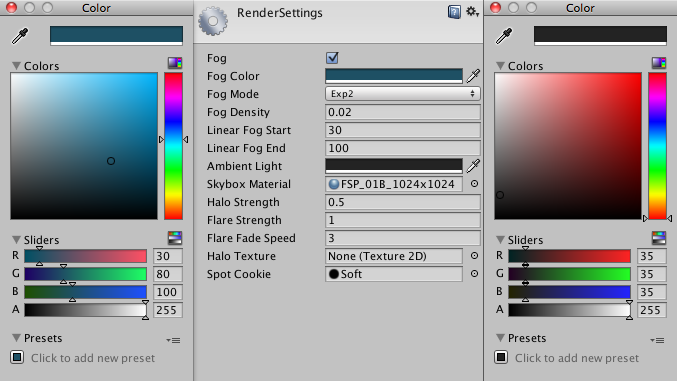 Color
Colors
Sliders
R 30
G 80
B 100
A 255
Presets
Click to add new preset
RenderSettings
Fog
Fog Color
Fog Mode Exp2
Fog Density 0.02
Linear Fog Start 30
Linear Fog End 100
Ambient Light
Skybox Material FSP_01B_1024x1024
Halo Strength 0.5
Flare Strength 1
Flare Fade Speed 3
Halo Texture None (Texture 2D)
Spot Cookie Soft
Color
Colors
Sliders
R 35
G 35
B 35
A 255
Presets
Click to add new preset